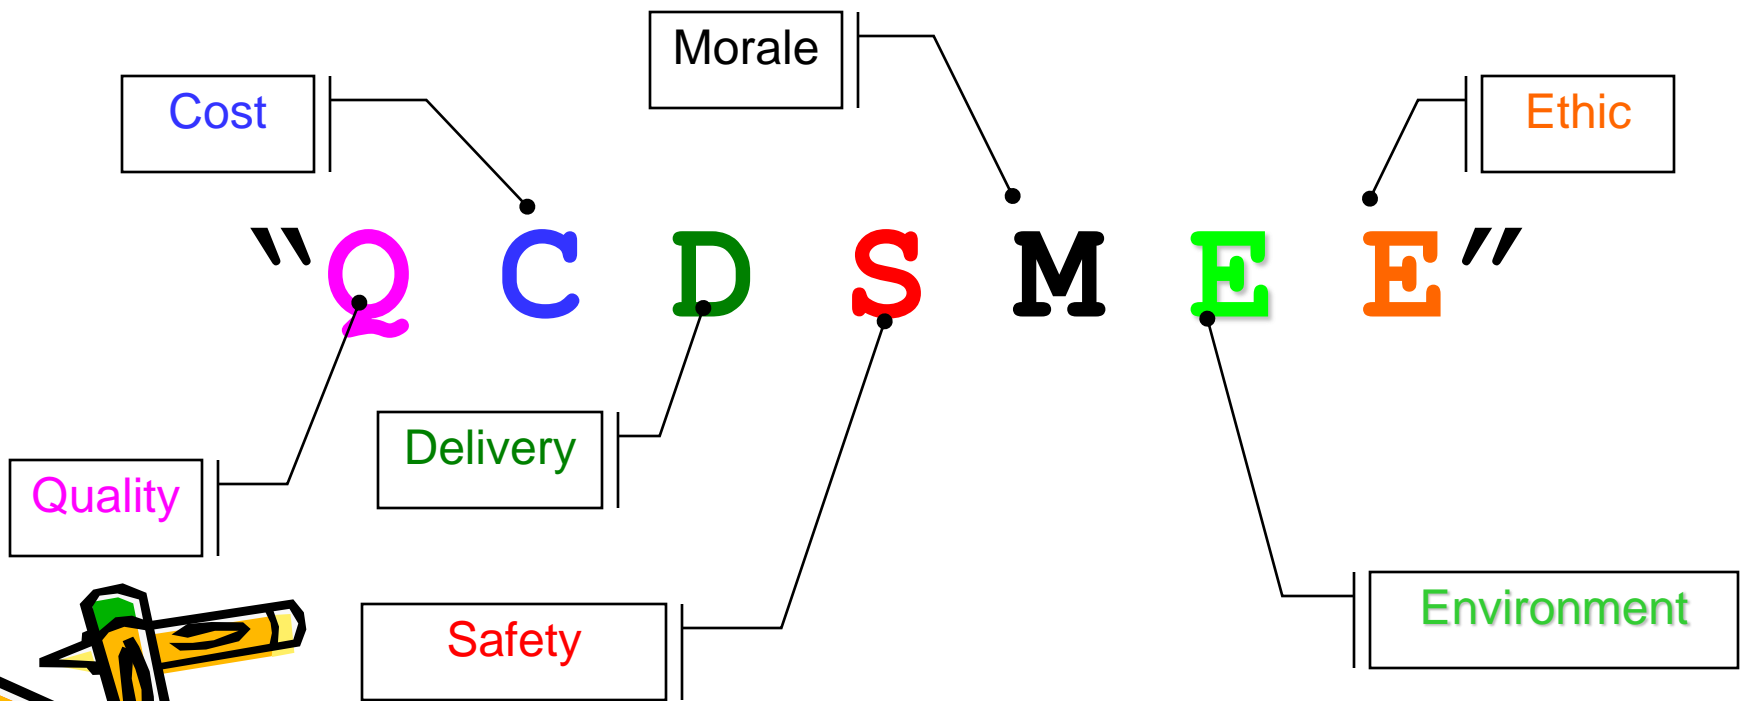 Morale
Cost
Ethic
“Q C D S M E E”
Delivery
Quality
Environment
Safety